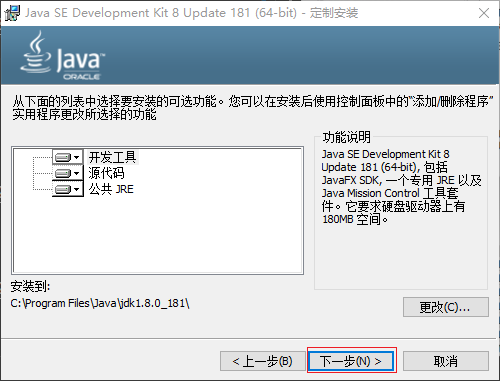 Java SE Development Kit 8 Update 181 (64-bit) - 定制安装
Java
ORACLE
从下面的列表中选择要安装的可选功能。您可以在安装后使用控制面板中的“添加/删除程序”
实用程序更改所选择的功能
开发工具
源代码
公共 JRE
功能说明
Java SE Development Kit 8
Update 181 (64-bit), 包括
JavaFX SDK, 一个专用 JRE 以及
Java Mission Control 工具套
件。它要求硬盘驱动器上有
180MB 空间。
安装到:
C:\Program Files\Java\jdk1.8.0_181\
更改(C)...
< 上一步(B)
下一步(N) >
取消